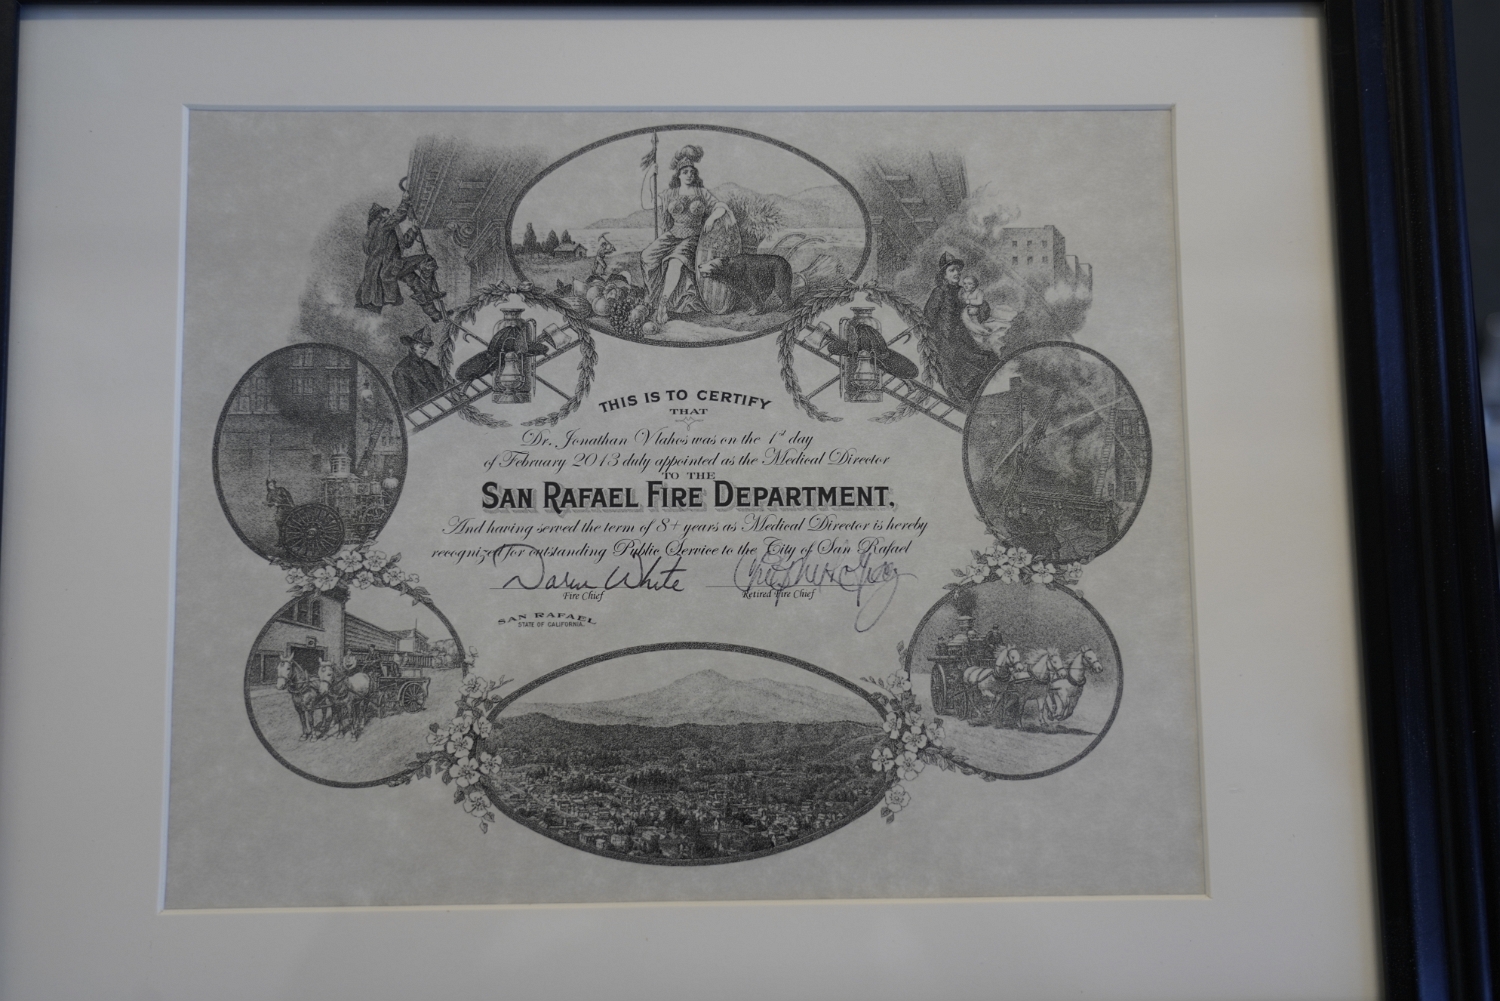 THIS IS TO CERTIFY
THAT
Dr. Jonathan Vlahos was on the 1st day
of February 2013 duly appointed as the Medical Director
TO THE
SAN RAFAEL FIRE DEPARTMENT.
And having served the term of 8+ years as Medical Director is hereby
recognized for outstanding Public Service to the City of San Rafael
Darin White
Fire Chief
Retired Fire Chief
SAN RAFAEL
STATE OF CALIFORNIA.